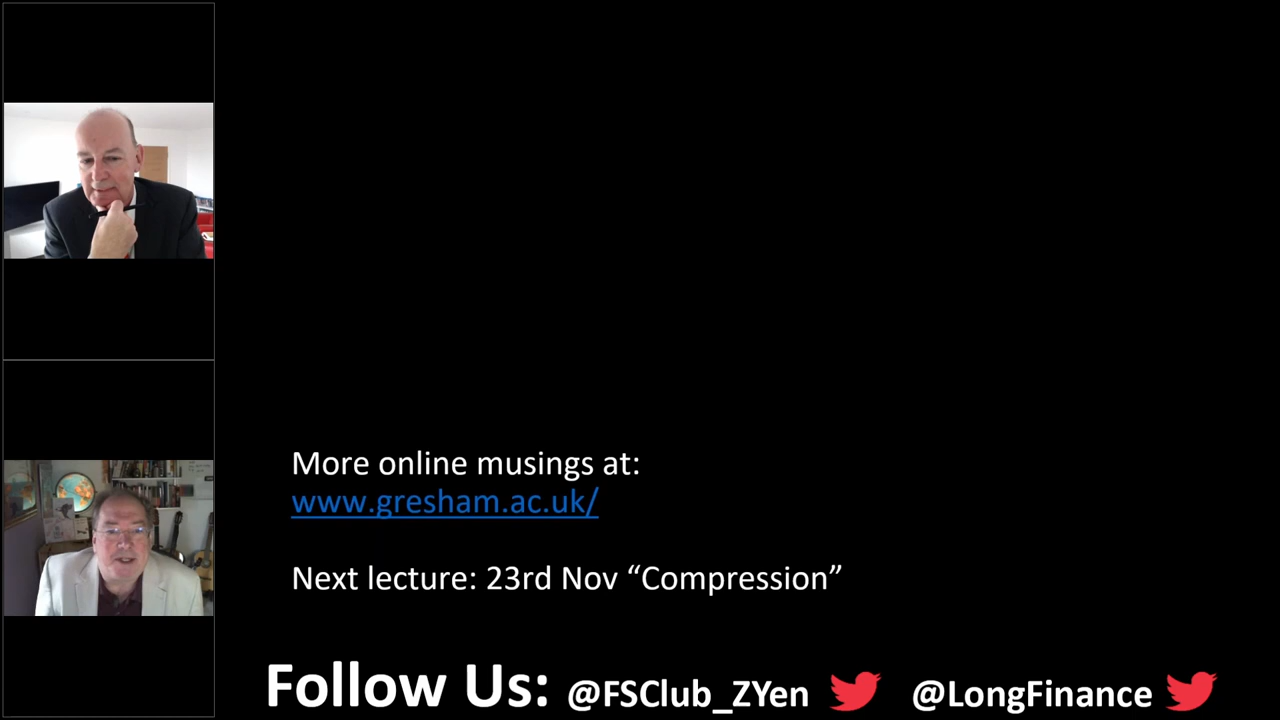 More online musings at:
www.gresham.ac.uk/
Next lecture: 23rd Nov “Compression”
Follow Us: @FSClub_ZYen @LongFinance